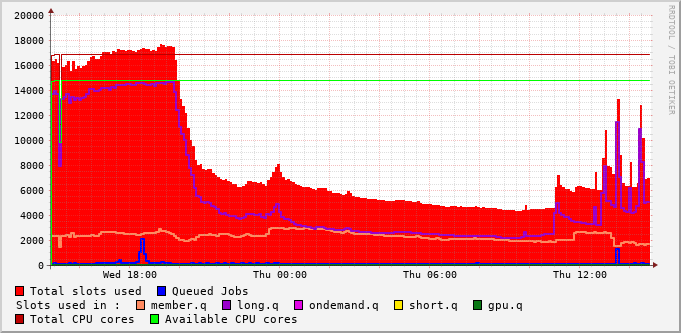 20000
18000
16000
14000
12000
10000
8000
6000
4000
2000
0
Wed 18:00 Thu 00:00 Thu 06:00 Thu 12:00
Total slots used Queued Jobs
Slots used in : member.q long.q ondemand.q short.q gpu.q
Total CPU cores Available CPU cores
RRDTOOL / TOBI OETIKER